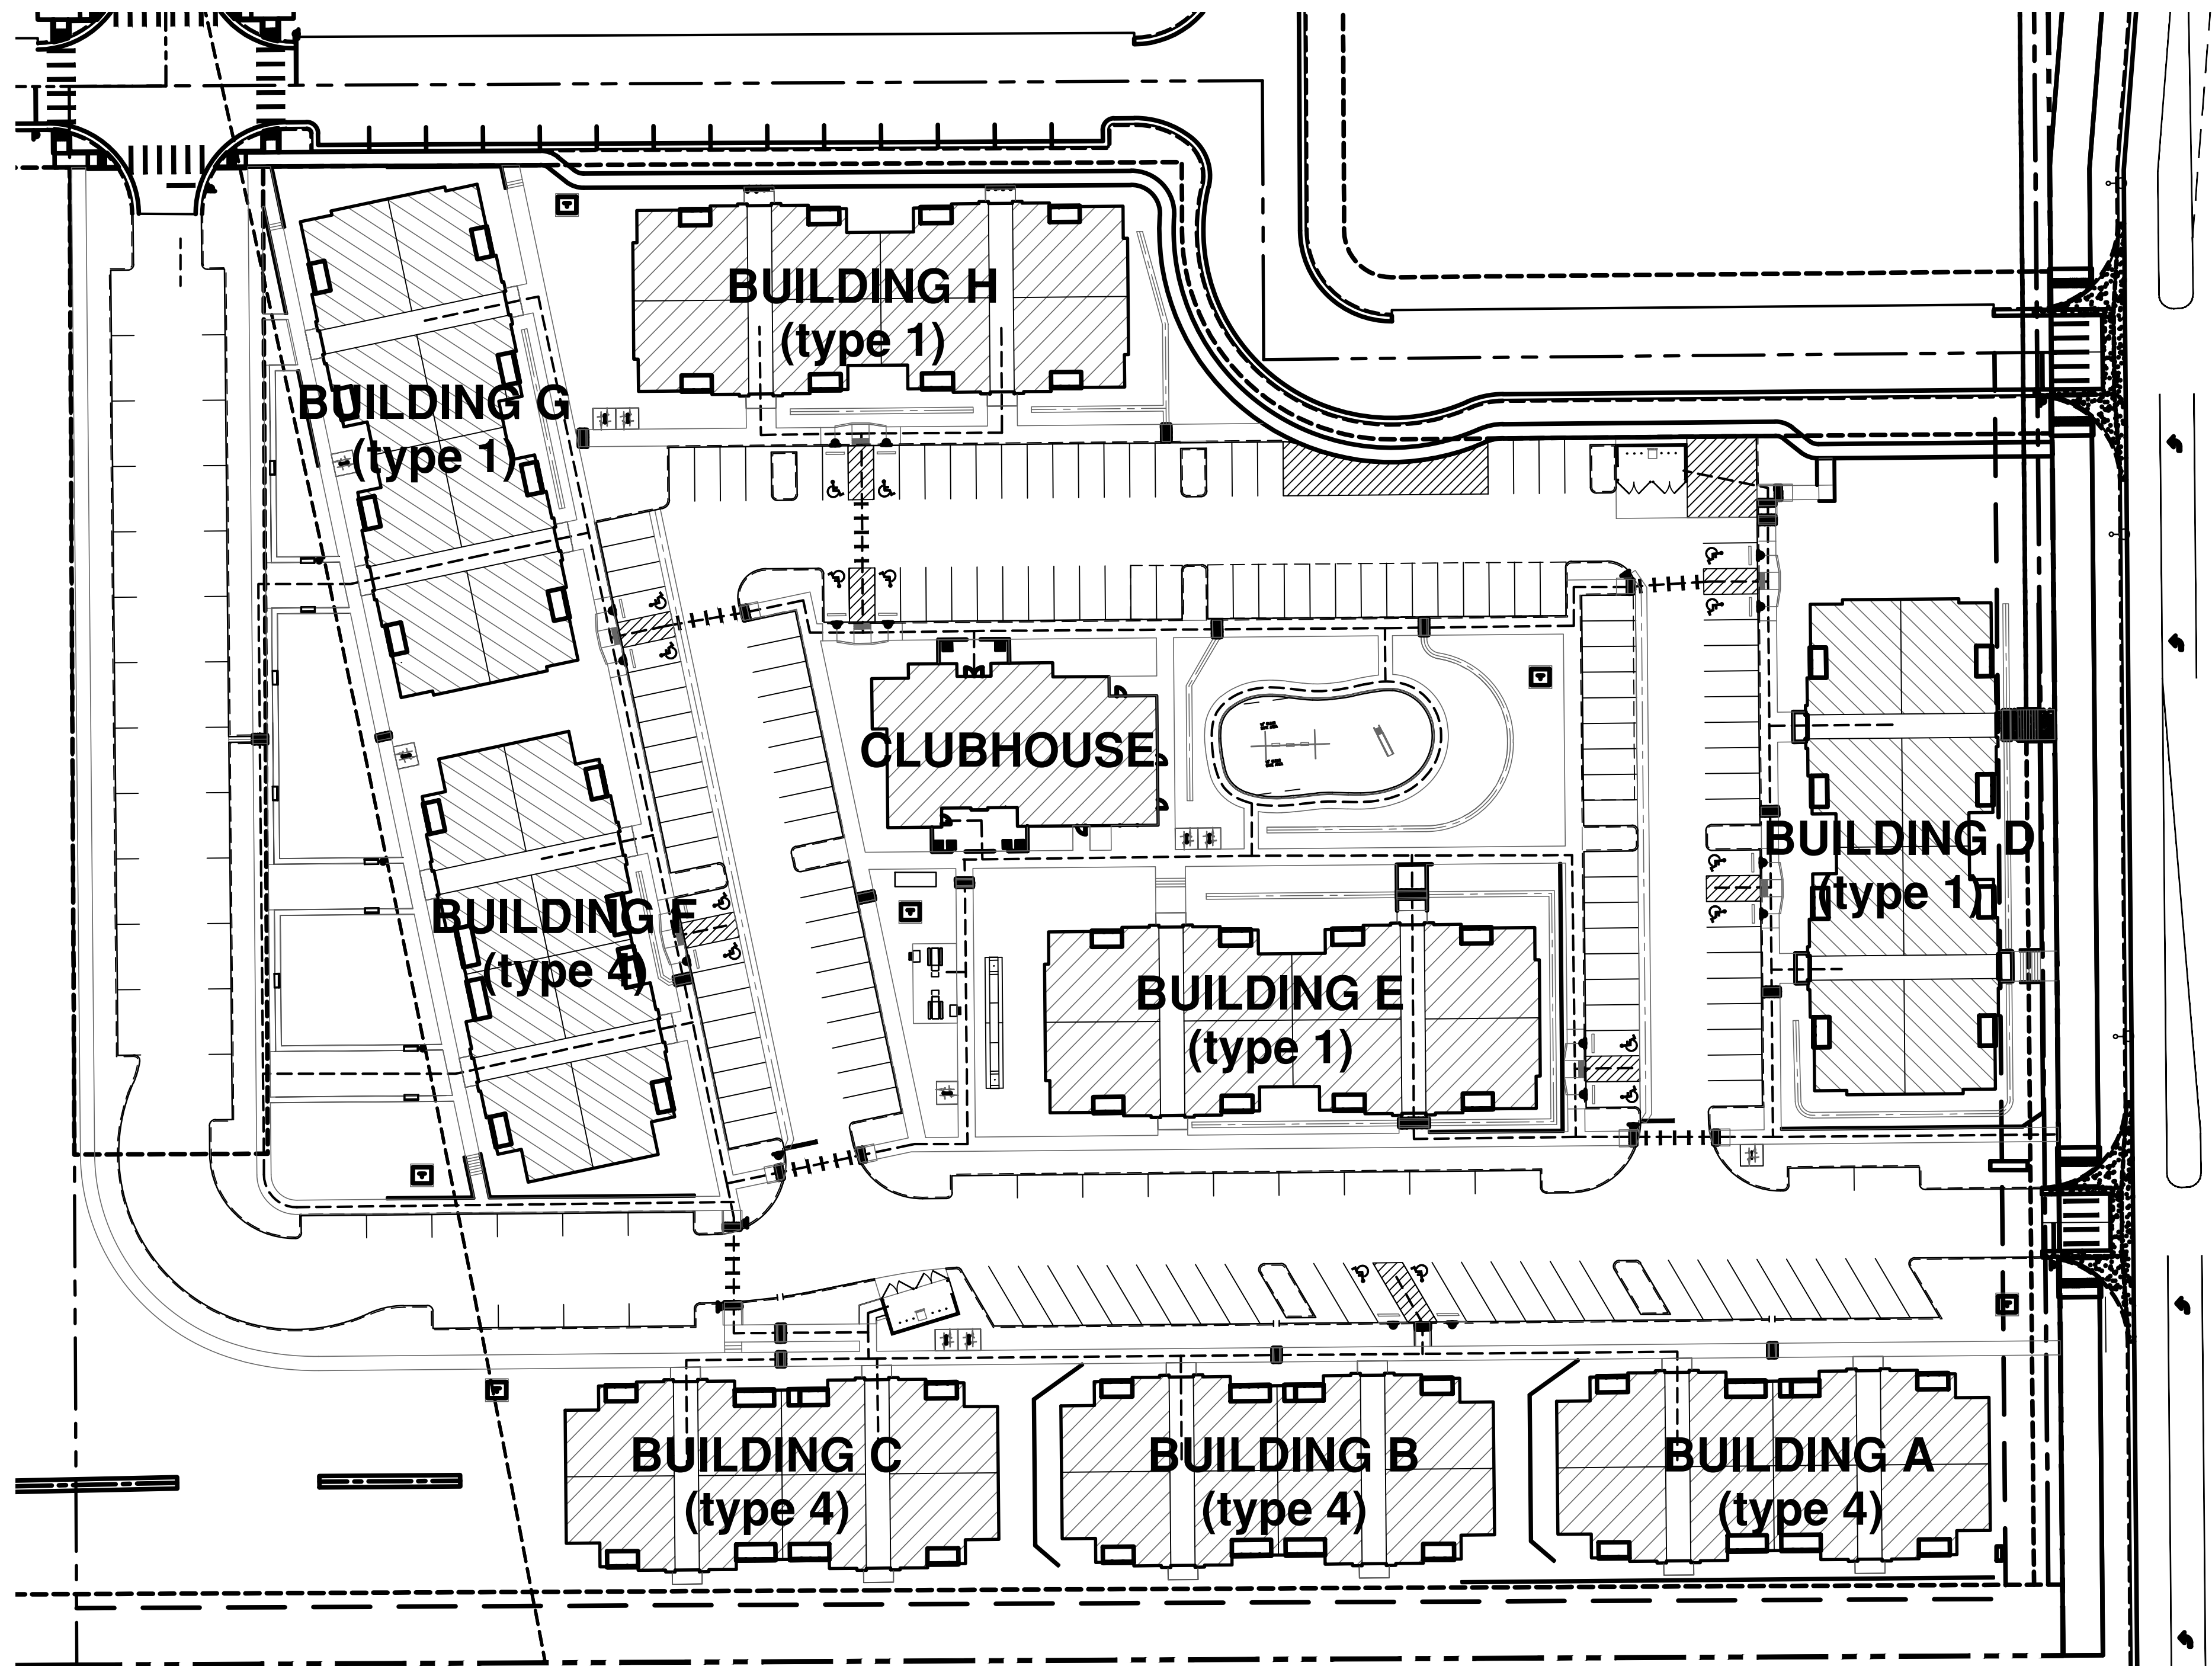 BUILDING H
(type 1)
BUILDING G
(type 1)
CLUBHOUSE
BUILDING D
(type 1)
BUILDING F
(type 4)
BUILDING E
(type 1)
BUILDING C
(type 4)
BUILDING B
(type 4)
BUILDING A
(type 4)